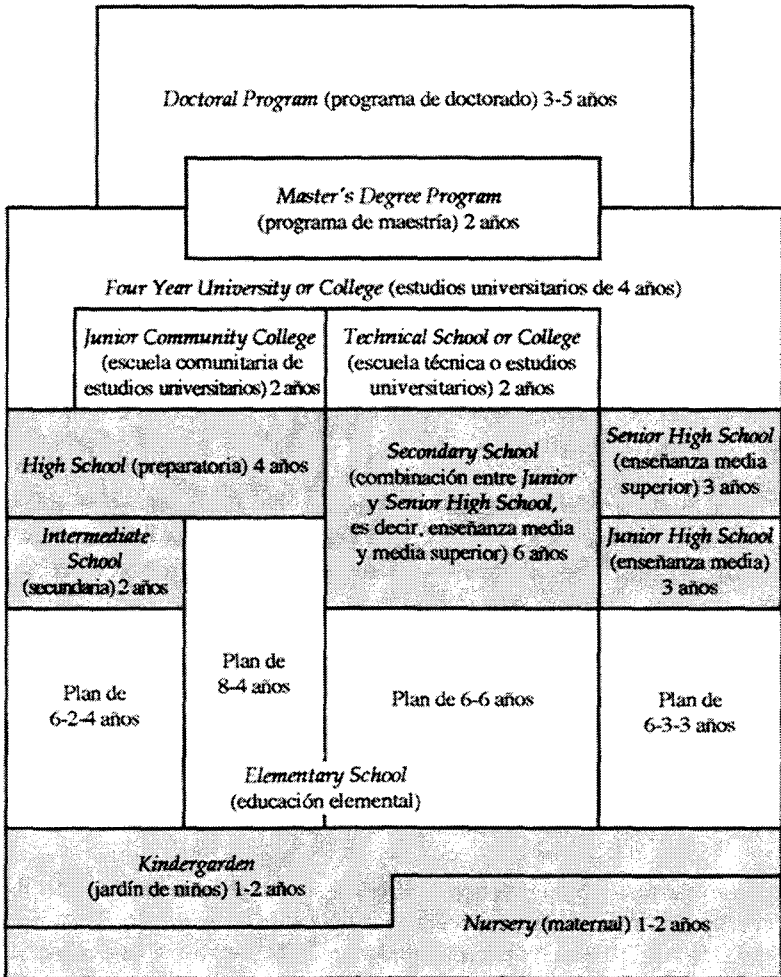 Doctoral Program (programa de doctorado) 3-5 años
Master's Degree Program
(programa de maestría) 2 años
Four Year University or College (estudios universitarios de 4 años)
Junior Community College
(escuela comunitaria de
estudios universitarios) 2 años
Technical School or College
(escuela técnica o estudios
universitarios) 2 años
High School (preparatoria) 4 años
Secondary School
(combinación entre Junior
y Senior High School,
es decir, enseñanza media
y media superior) 6 años
Senior High School
(enseñanza media
superior) 3 años
Intermediate
School
(secundaria) 2 años
Junior High School
(enseñanza media)
3 años
Plan de
6-2-4 años
Plan de
8-4 años
Plan de 6-6 años
Plan de
6-3-3 años
Elementary School
(educación elemental)
Kindergarden
(jardín de niños) 1-2 años
Nursery (maternal) 1-2 años